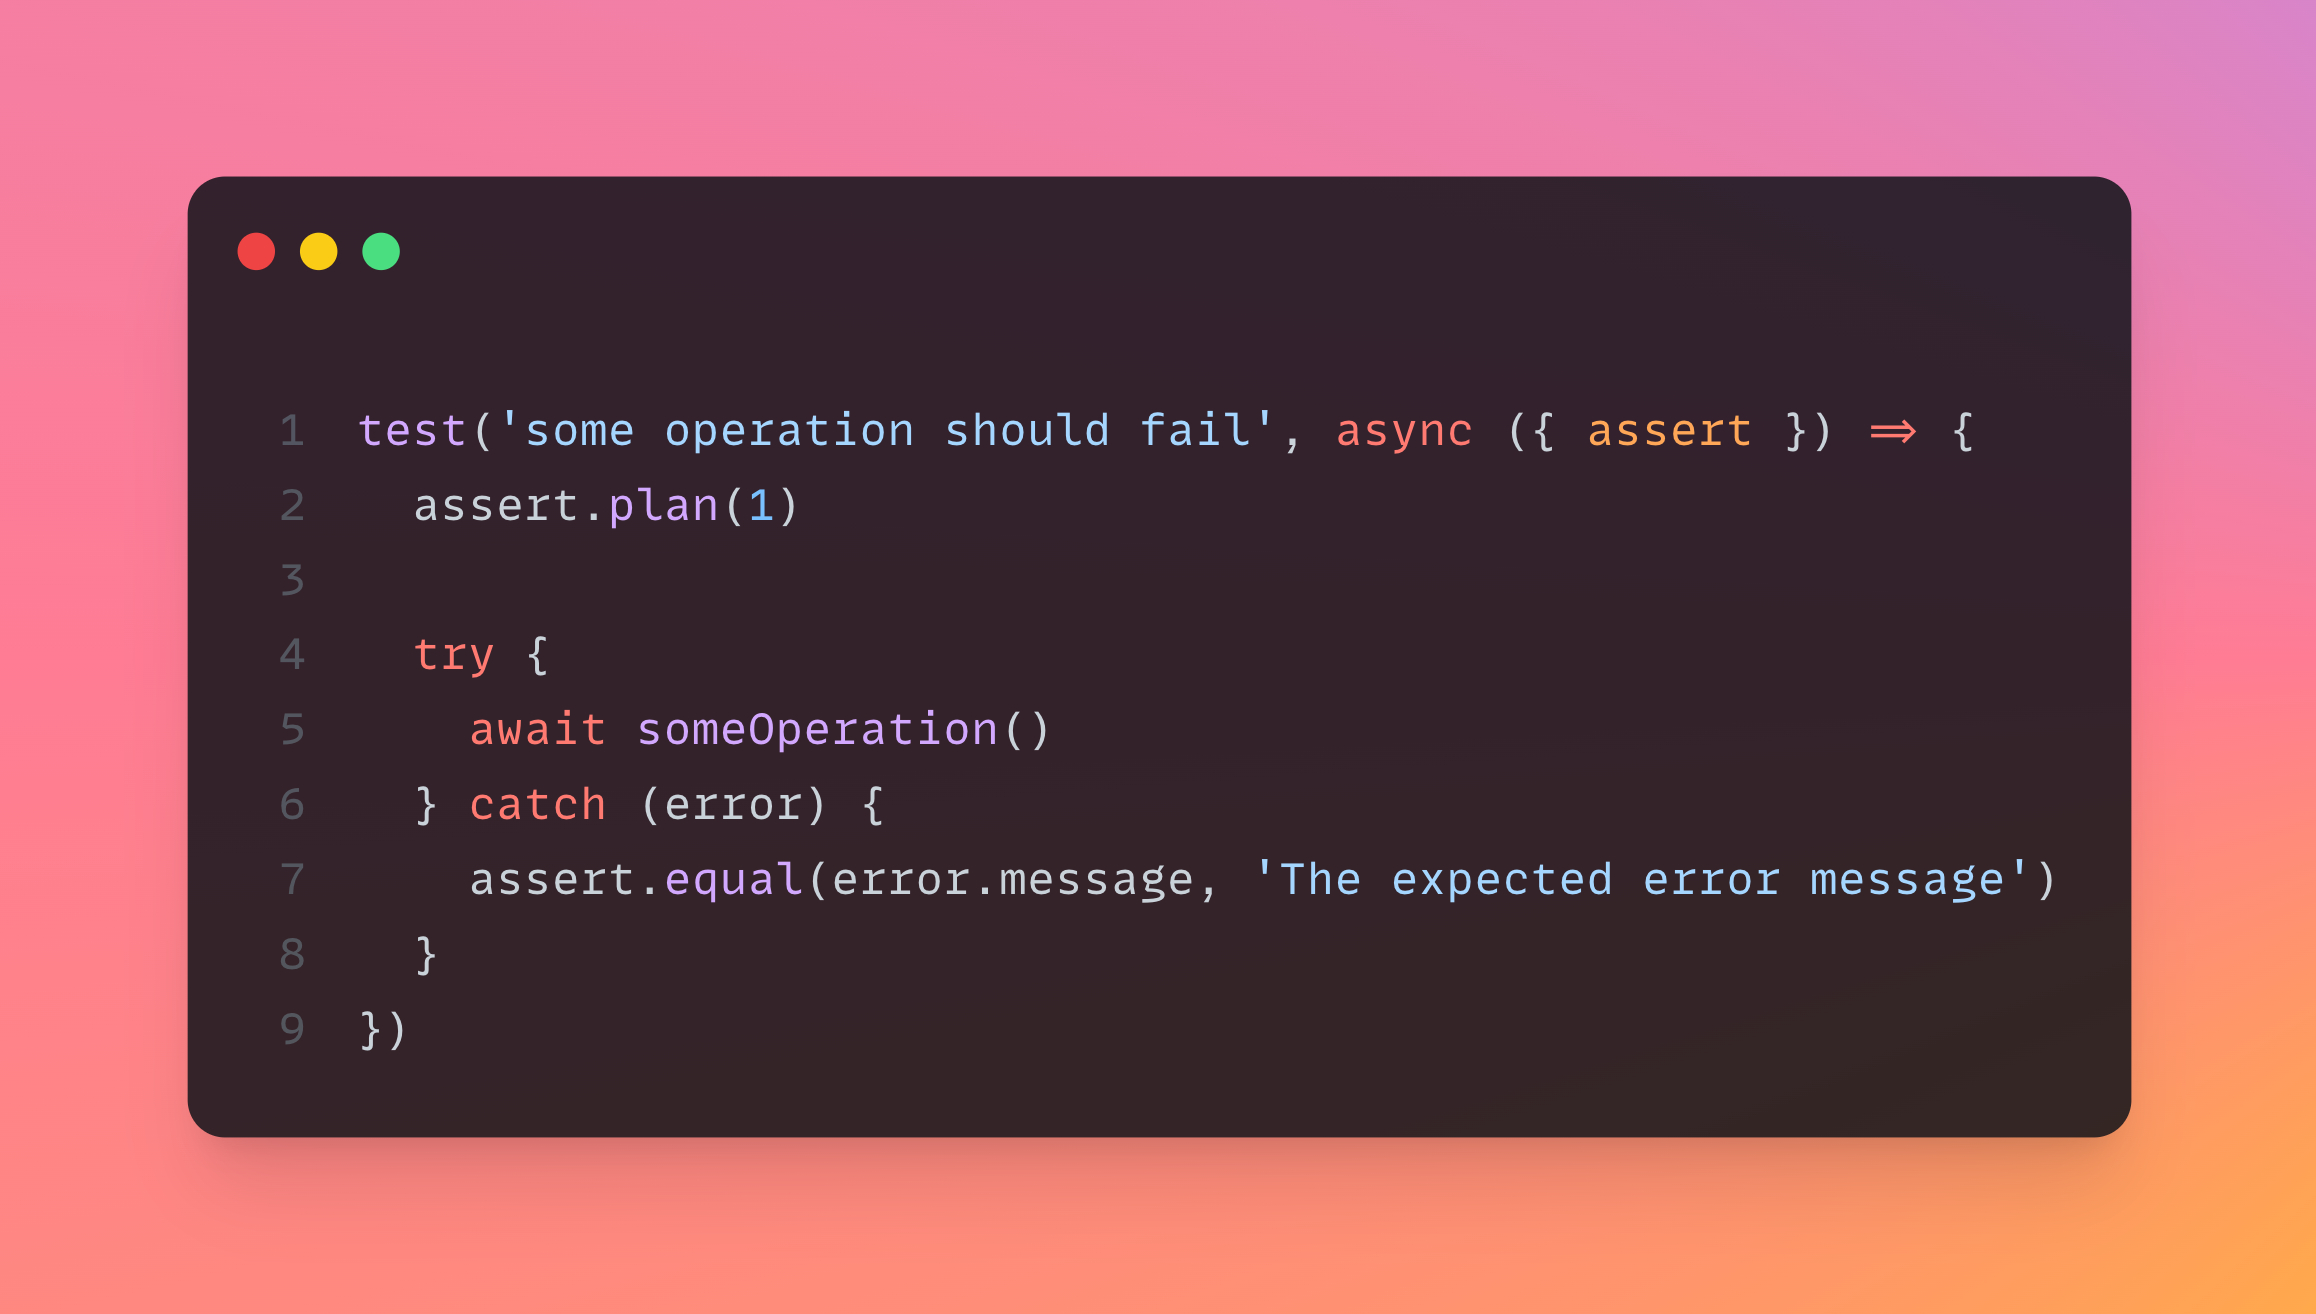 1 test('some operation should fail', async ({ assert }) => {
2   assert.plan(1)
3
4   try {
5     await someOperation()
6   } catch (error) {
7     assert.equal(error.message, 'The expected error message')
8   }
9 })